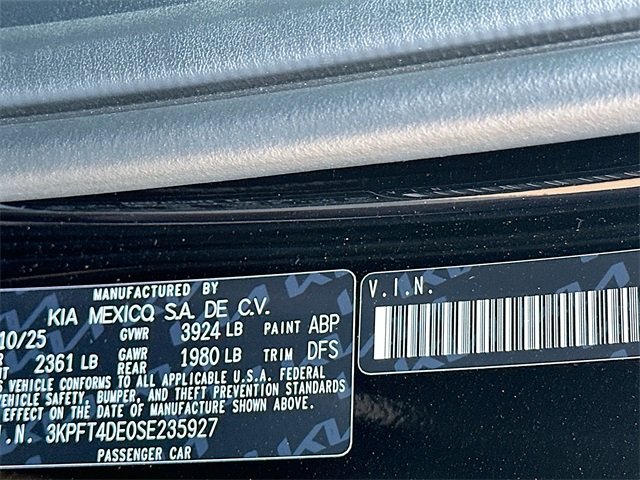 MANUFACTURED BY
KIA MEXICO, S.A. DE C.V.
10/25 GVWR 3924 LB PAINT ABP
2361 LB GAWR REAR 1980 LB TRIM DFS
VEHICLE CONFORMS TO ALL APPLICABLE U.S.A. FEDERAL
VEHICLE SAFETY, BUMPER, AND THEFT PREVENTION STANDARDS
EFFECT ON THE DATE OF MANUFACTURE SHOWN ABOVE.
I.N. 3KPFT4DE0SE235927
PASSENGER CAR
V.I.N.